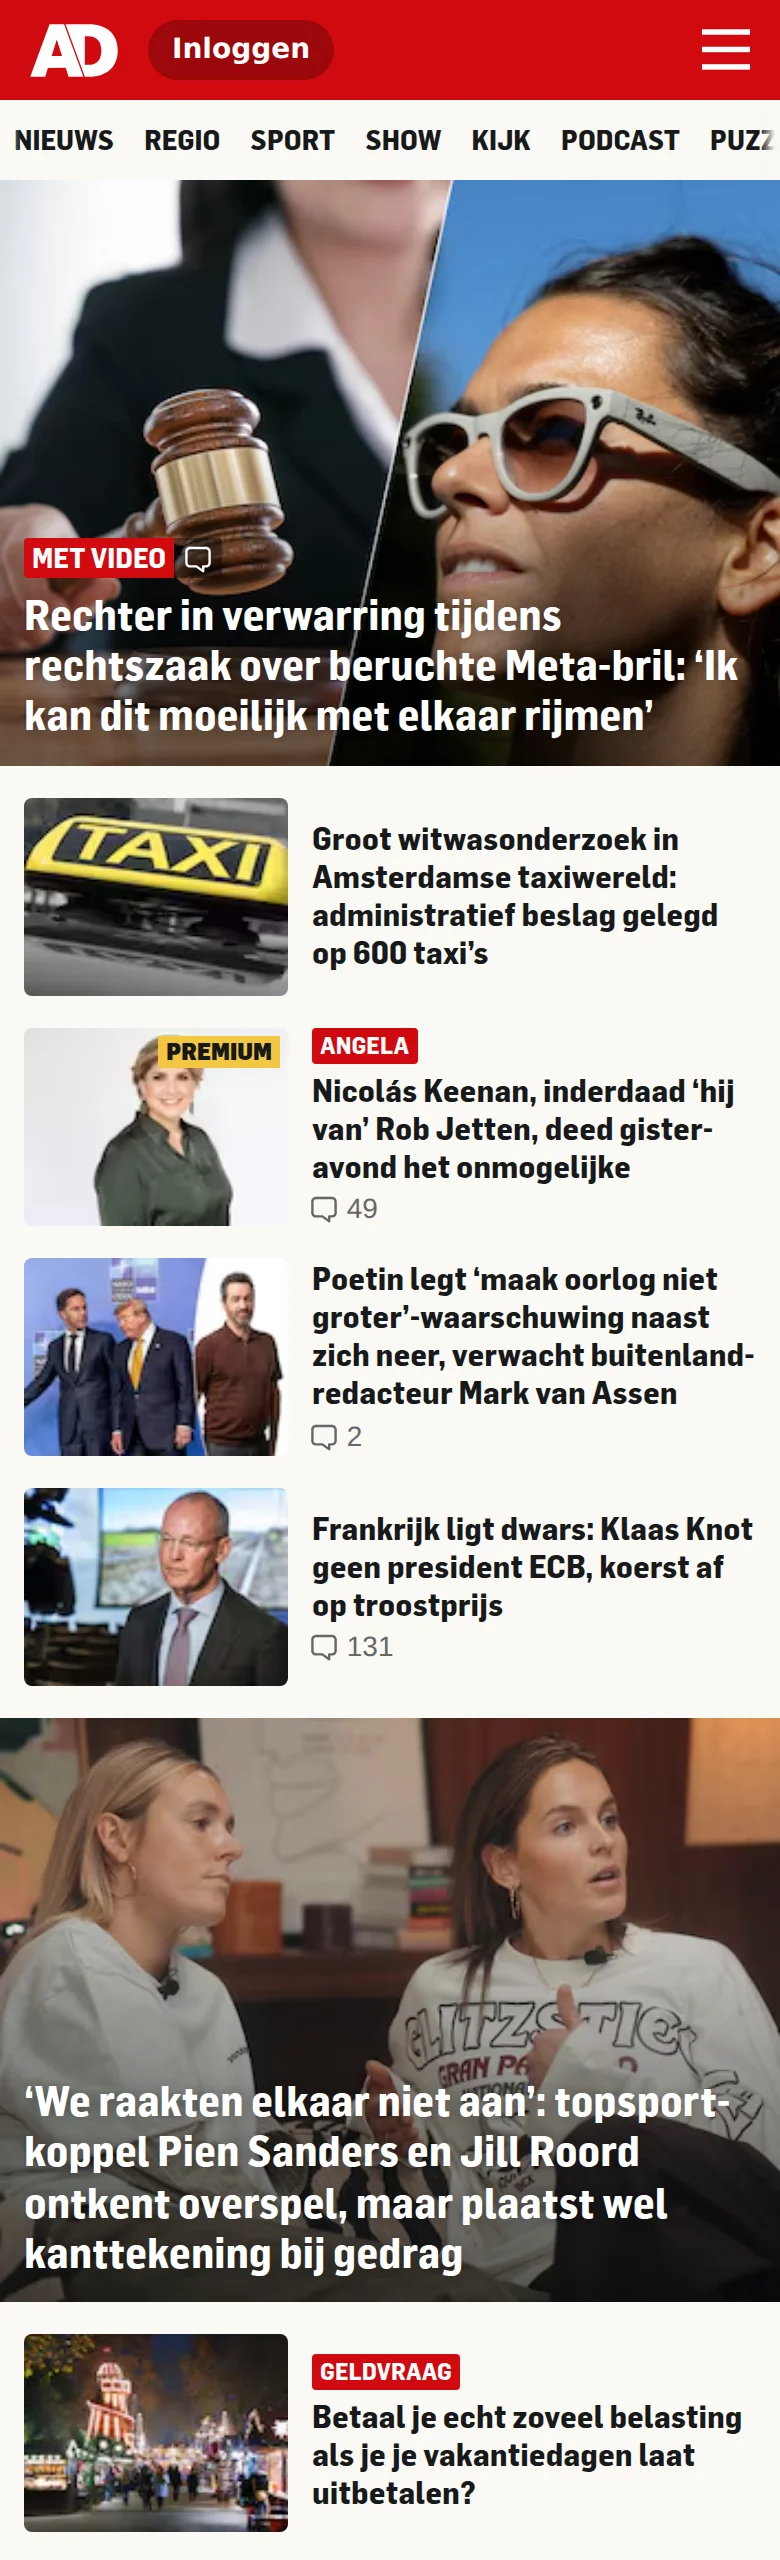 AD
Inloggen
NIEUWS REGIO SPORT SHOW KIJK PODCAST PUZZ
MET VIDEO
Rechter in verwarring tijdens
rechtszaak over beruchte Meta-bril: ‘Ik
kan dit moeilijk met elkaar rijmen’
TAXI
Groot witwasonderzoek in
Amsterdamse taxiwereld:
administratief beslag gelegd
op 600 taxi’s
PREMIUM
ANGELA
Nicolás Keenan, inderdaad ‘hij
van’ Rob Jetten, deed gister-
avond het onmogelijke
49
Poetin legt ‘maak oorlog niet
groter’-waarschuwing naast
zich neer, verwacht buitenland-
redacteur Mark van Assen
2
Frankrijk ligt dwars: Klaas Knot
geen president ECB, koerst af
op troostprijs
131
GLITZSTIE
GRAN PA
‘We raakten elkaar niet aan’: topsport-
koppel Pien Sanders en Jill Roord
ontkent overspel, maar plaatst wel
kanttekening bij gedrag
GELDVRAAG
Betaal je echt zoveel belasting
als je je vakantiedagen laat
uitbetalen?